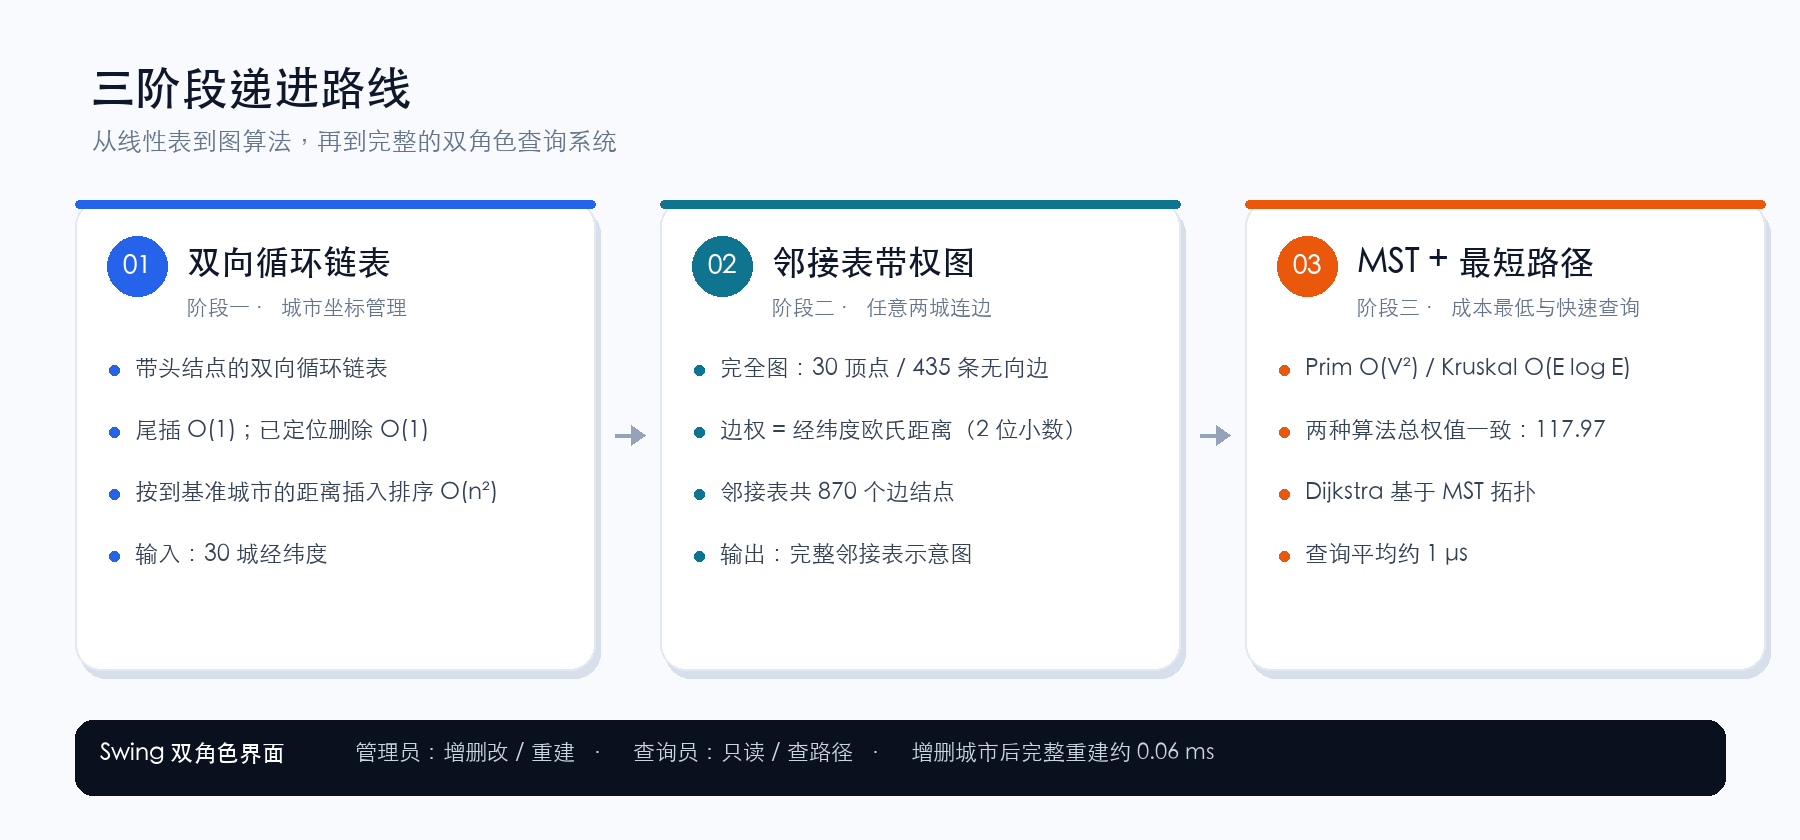 三阶段递进路线
从线性表到图算法，再到完整的双角色查询系统
01 双向循环链表
阶段一 · 城市坐标管理
带头结点的双向循环链表
尾插 O(1)；已定位删除 O(1)
按到基准城市的距离插入排序 O(n²)
输入：30 城经纬度
02 邻接表带权图
阶段二 · 任意两城连边
完全图：30 顶点 / 435 条无向边
边权 = 经纬度欧氏距离（2 位小数）
邻接表共 870 个边结点
输出：完整邻接表示意图
03 MST + 最短路径
阶段三 · 成本最低与快速查询
Prim O(V²) / Kruskal O(E log E)
两种算法总权值一致：117.97
Dijkstra 基于 MST 拓扑
查询平均约 1 µs
Swing 双角色界面 管理员：增删改 / 重建 · 查询员：只读 / 查路径 · 增删城市后完整重建约 0.06 ms